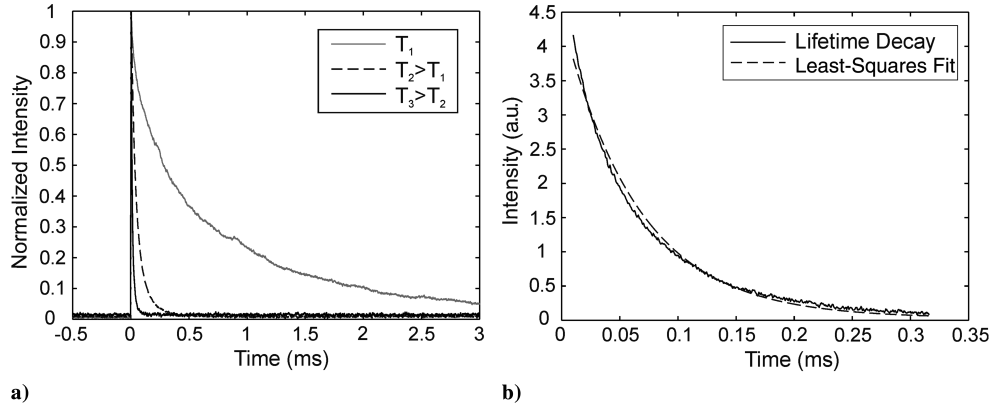 1
0.9
0.8
0.7
0.6
0.5
0.4
0.3
0.2
0.1
0
-0.5 0 0.5 1 1.5 2 2.5 3
Normalized Intensity
Time (ms)
T1
T2>T1
T3>T2
a)
4.5
4
3.5
3
2.5
2
1.5
1
0.5
0
0 0.05 0.1 0.15 0.2 0.25 0.3 0.35
Intensity (a.u.)
Time (ms)
Lifetime Decay
Least-Squares Fit
b)